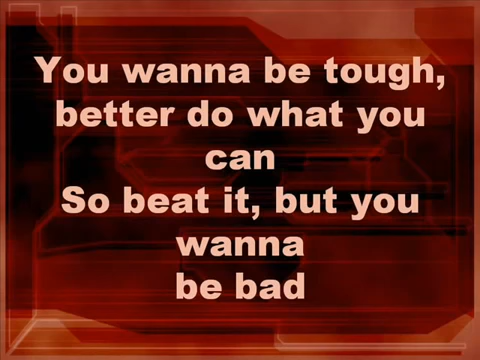 You wanna be tough,
better do what you
can
So beat it, but you
wanna
be bad